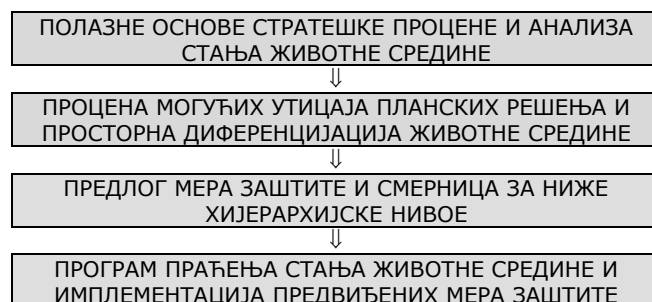 ПОЛАЗНЕ ОСНОВЕ СТРАТЕШКЕ ПРОЦЕНЕ И АНАЛИЗА
СТАЊА ЖИВОТНЕ СРЕДИНЕ
⇓
ПРОЦЕНА МОГУЋИХ УТИЦАЈА ПЛАНСКИХ РЕШЕЊА И
ПРОСТОРНА ДИФЕРЕНЦИЈАЦИЈА ЖИВОТНЕ СРЕДИНЕ
⇓
ПРЕДЛОГ МЕРА ЗАШТИТЕ И СМЕРНИЦА ЗА НИЖЕ
ХИЈЕРАРХИЈСКЕ НИВОЕ
⇓
ПРОГРАМ ПРАЋЕЊА СТАЊА ЖИВОТНЕ СРЕДИНЕ И
ИМПЛЕМЕНТАЦИЈА ПРЕДВИЂЕНИХ МЕРА ЗАШТИТЕ